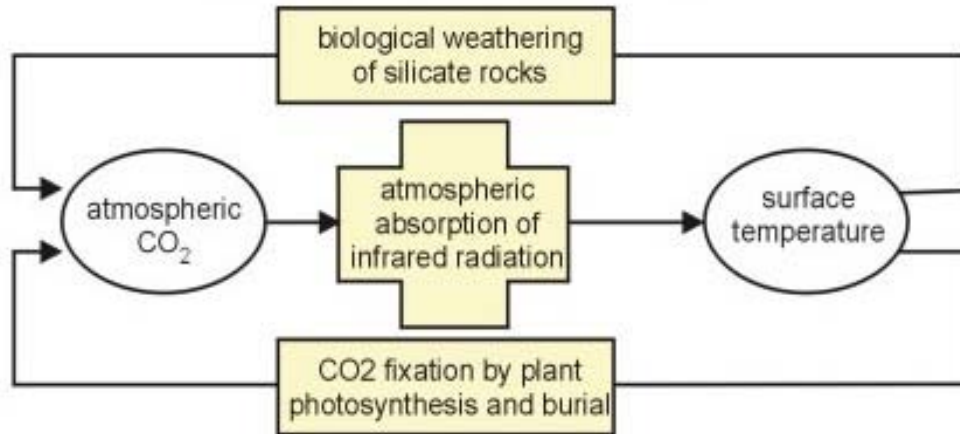 biological weathering
of silicate rocks
atmospheric
CO₂
atmospheric
absorption of
infrared radiation
surface
temperature
CO2 fixation by plant
photosynthesis and burial